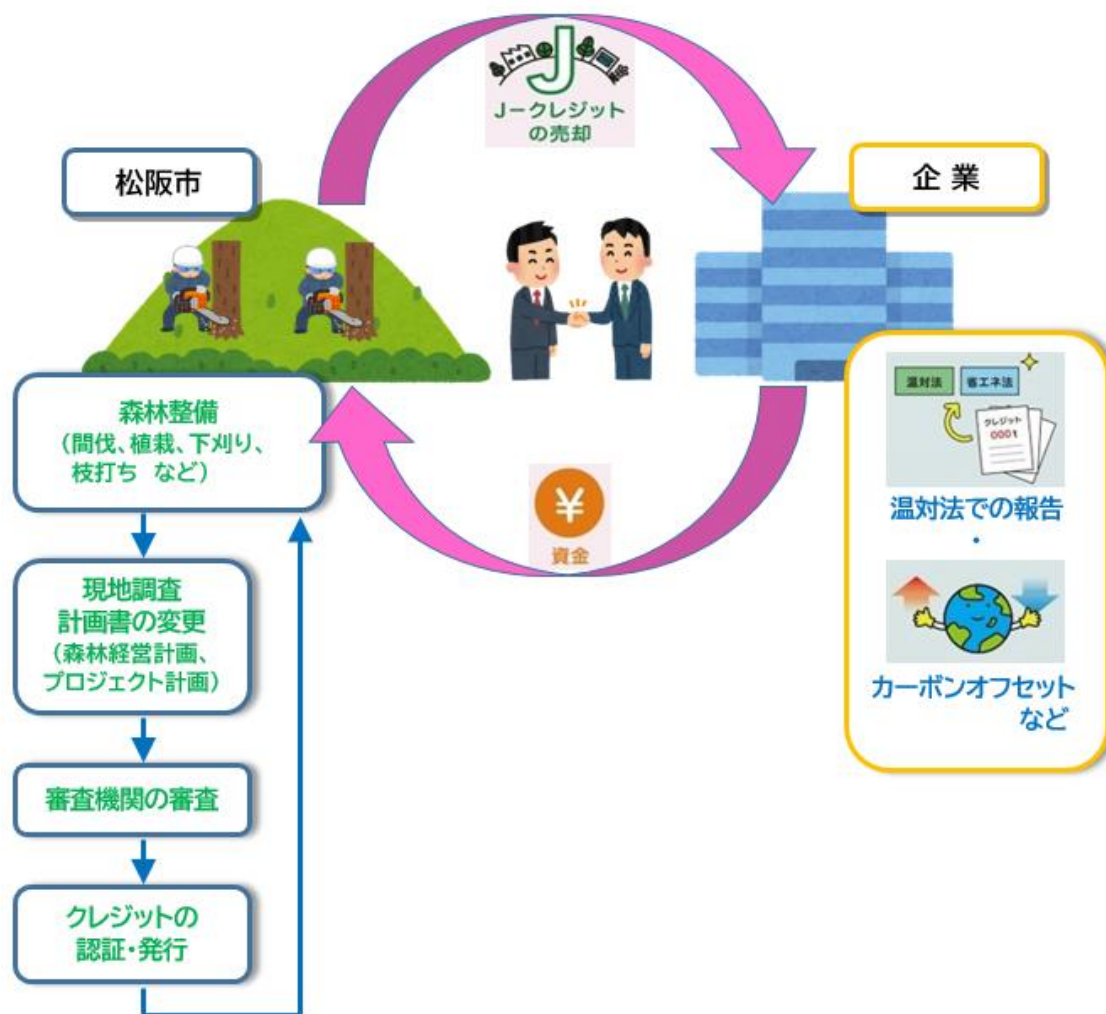 J
J-クレジット
の売却
松阪市
企 業
森林整備
(間伐、植栽、下刈り、
枝打ち など)
¥
資金
温対法
省エネ法
クレジット
000t
温対法での報告
・
カーボンオフセット
など
現地調査
計画書の変更
(森林経営計画、
プロジェクト計画)
審査機関の審査
クレジットの
認証・発行